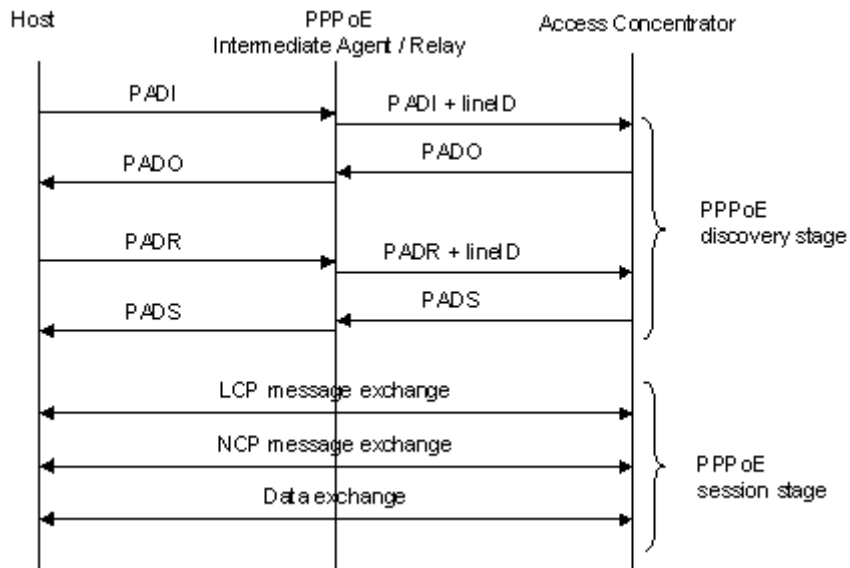 Host
PPPoE
Intermediate Agent / Relay
Access Concentrator
PADI
PADI + lineID
PADO
PADO
PPPoE
discovery stage
PADR
PADR + lineID
PADS
PADS
LCP message exchange
NCP message exchange
PPPoE
session stage
Data exchange